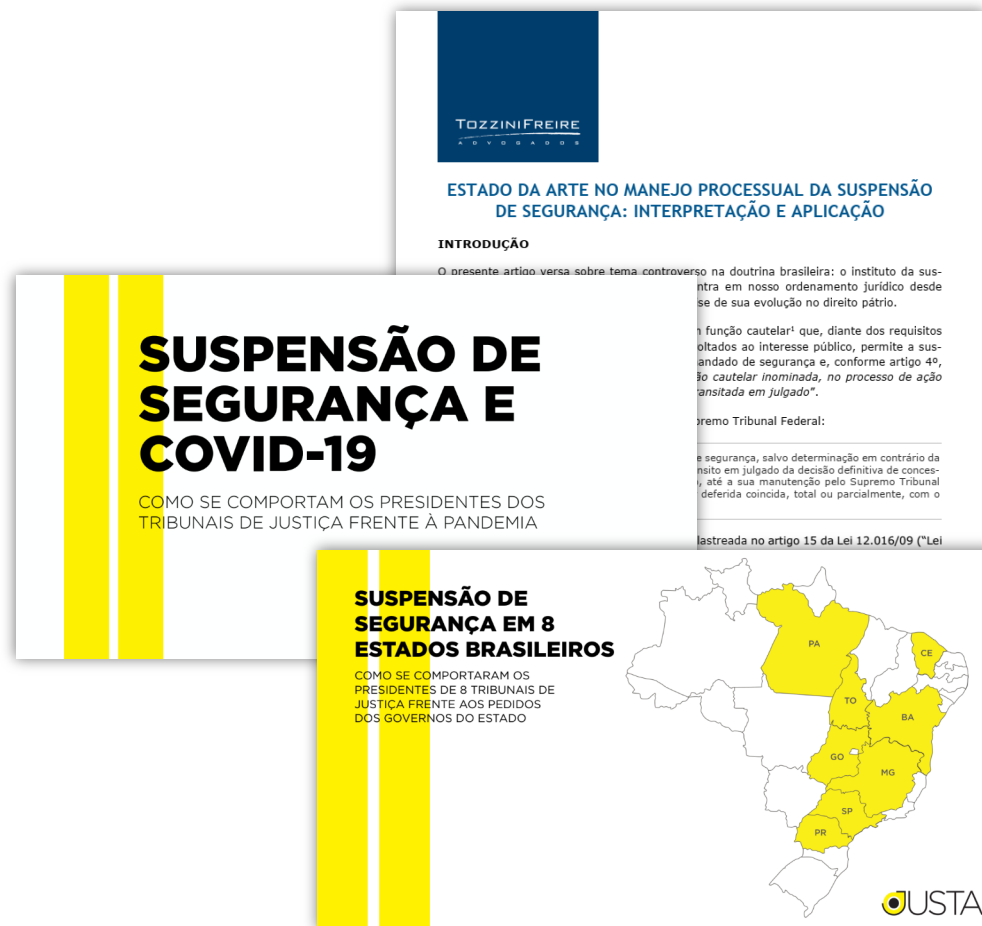 TOZZINIFREIRE
ADVOGADOS
ESTADO DA ARTE NO MANEJO PROCESSUAL DA SUSPENSÃO
DE SEGURANÇA: INTERPRETAÇÃO E APLICAÇÃO
INTRODUÇÃO
O presente artigo versa sobre tema controverso na doutrina brasileira: o instituto da sus-
ntra em nosso ordenamento jurídico desde
se de sua evolução no direito pátrio.
função cautelar¹ que, diante dos requisitos
oltados ao interesse público, permite a sus-
andado de segurança e, conforme artigo 4º,
ão cautelar inominada, no processo de ação
ransitada em julgado".
premo Tribunal Federal:
e segurança, salvo determinação em contrário da
nsito em julgado da decisão definitiva de conces-
, até a sua manutenção pelo Supremo Tribunal
deferida coincida, total ou parcialmente, com o
lastreada no artigo 15 da Lei 12.016/09 ("Lei
SUSPENSÃO DE
SEGURANÇA E
COVID-19
COMO SE COMPORTAM OS PRESIDENTES DOS
TRIBUNAIS DE JUSTIÇA FRENTE À PANDEMIA
SUSPENSÃO DE
SEGURANÇA EM 8
ESTADOS BRASILEIROS
COMO SE COMPORTARAM OS
PRESIDENTES DE 8 TRIBUNAIS DE
JUSTIÇA FRENTE AOS PEDIDOS
DOS GOVERNOS DO ESTADO
PA
CE
TO
BA
GO
MG
SP
PR
JUSTA